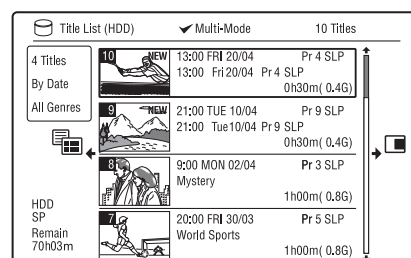 Title List (HDD) Multi-Mode 10 Titles
4 Titles
By Date
All Genres
HDD
SP
Remain
70h03m
10 NEW
13:00 FRI 20/04 Pr 4 SLP
13:00 Fri20/04 Pr 4 SLP
0h30m( 0.4G)
9 NEW
21:00 TUE 10/04 Pr 9 SLP
21:00 Tue10/04 Pr 9 SLP
0h30m( 0.4G)
8
9:00 MON 02/04 Pr 3 SLP
Mystery
1h00m( 0.8G)
7
20:00 FRI 30/03 Pr 5 SLP
World Sports
1h00m( 0.8G)